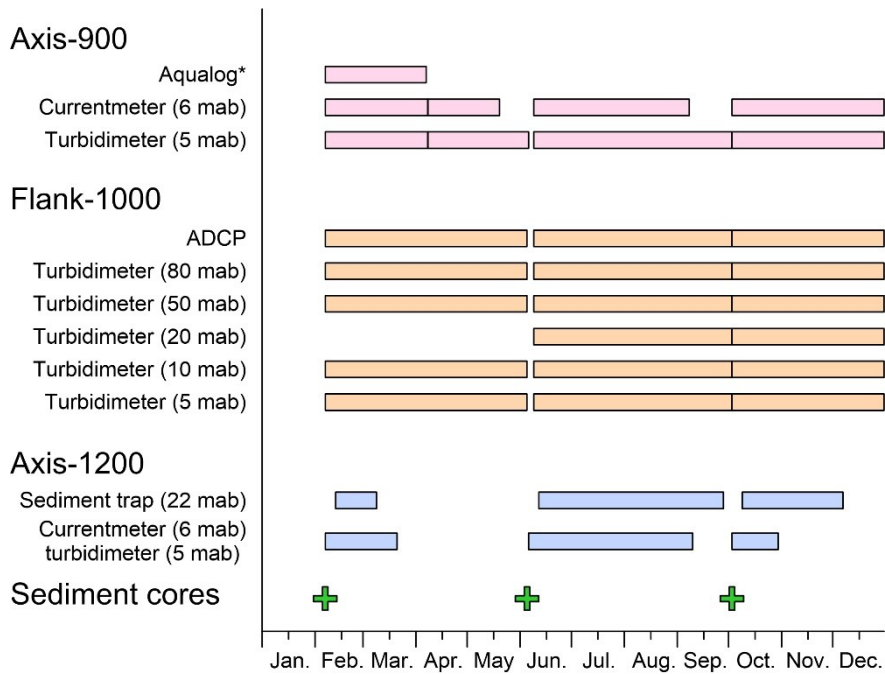 Axis-900
Aqualog*
Currentmeter (6 mab)
Turbidimeter (5 mab)
Flank-1000
ADCP
Turbidimeter (80 mab)
Turbidimeter (50 mab)
Turbidimeter (20 mab)
Turbidimeter (10 mab)
Turbidimeter (5 mab)
Axis-1200
Sediment trap (22 mab)
Currentmeter (6 mab)
turbidimeter (5 mab)
Sediment cores
Jan. Feb. Mar. Apr. May Jun. Jul. Aug. Sep. Oct. Nov. Dec.